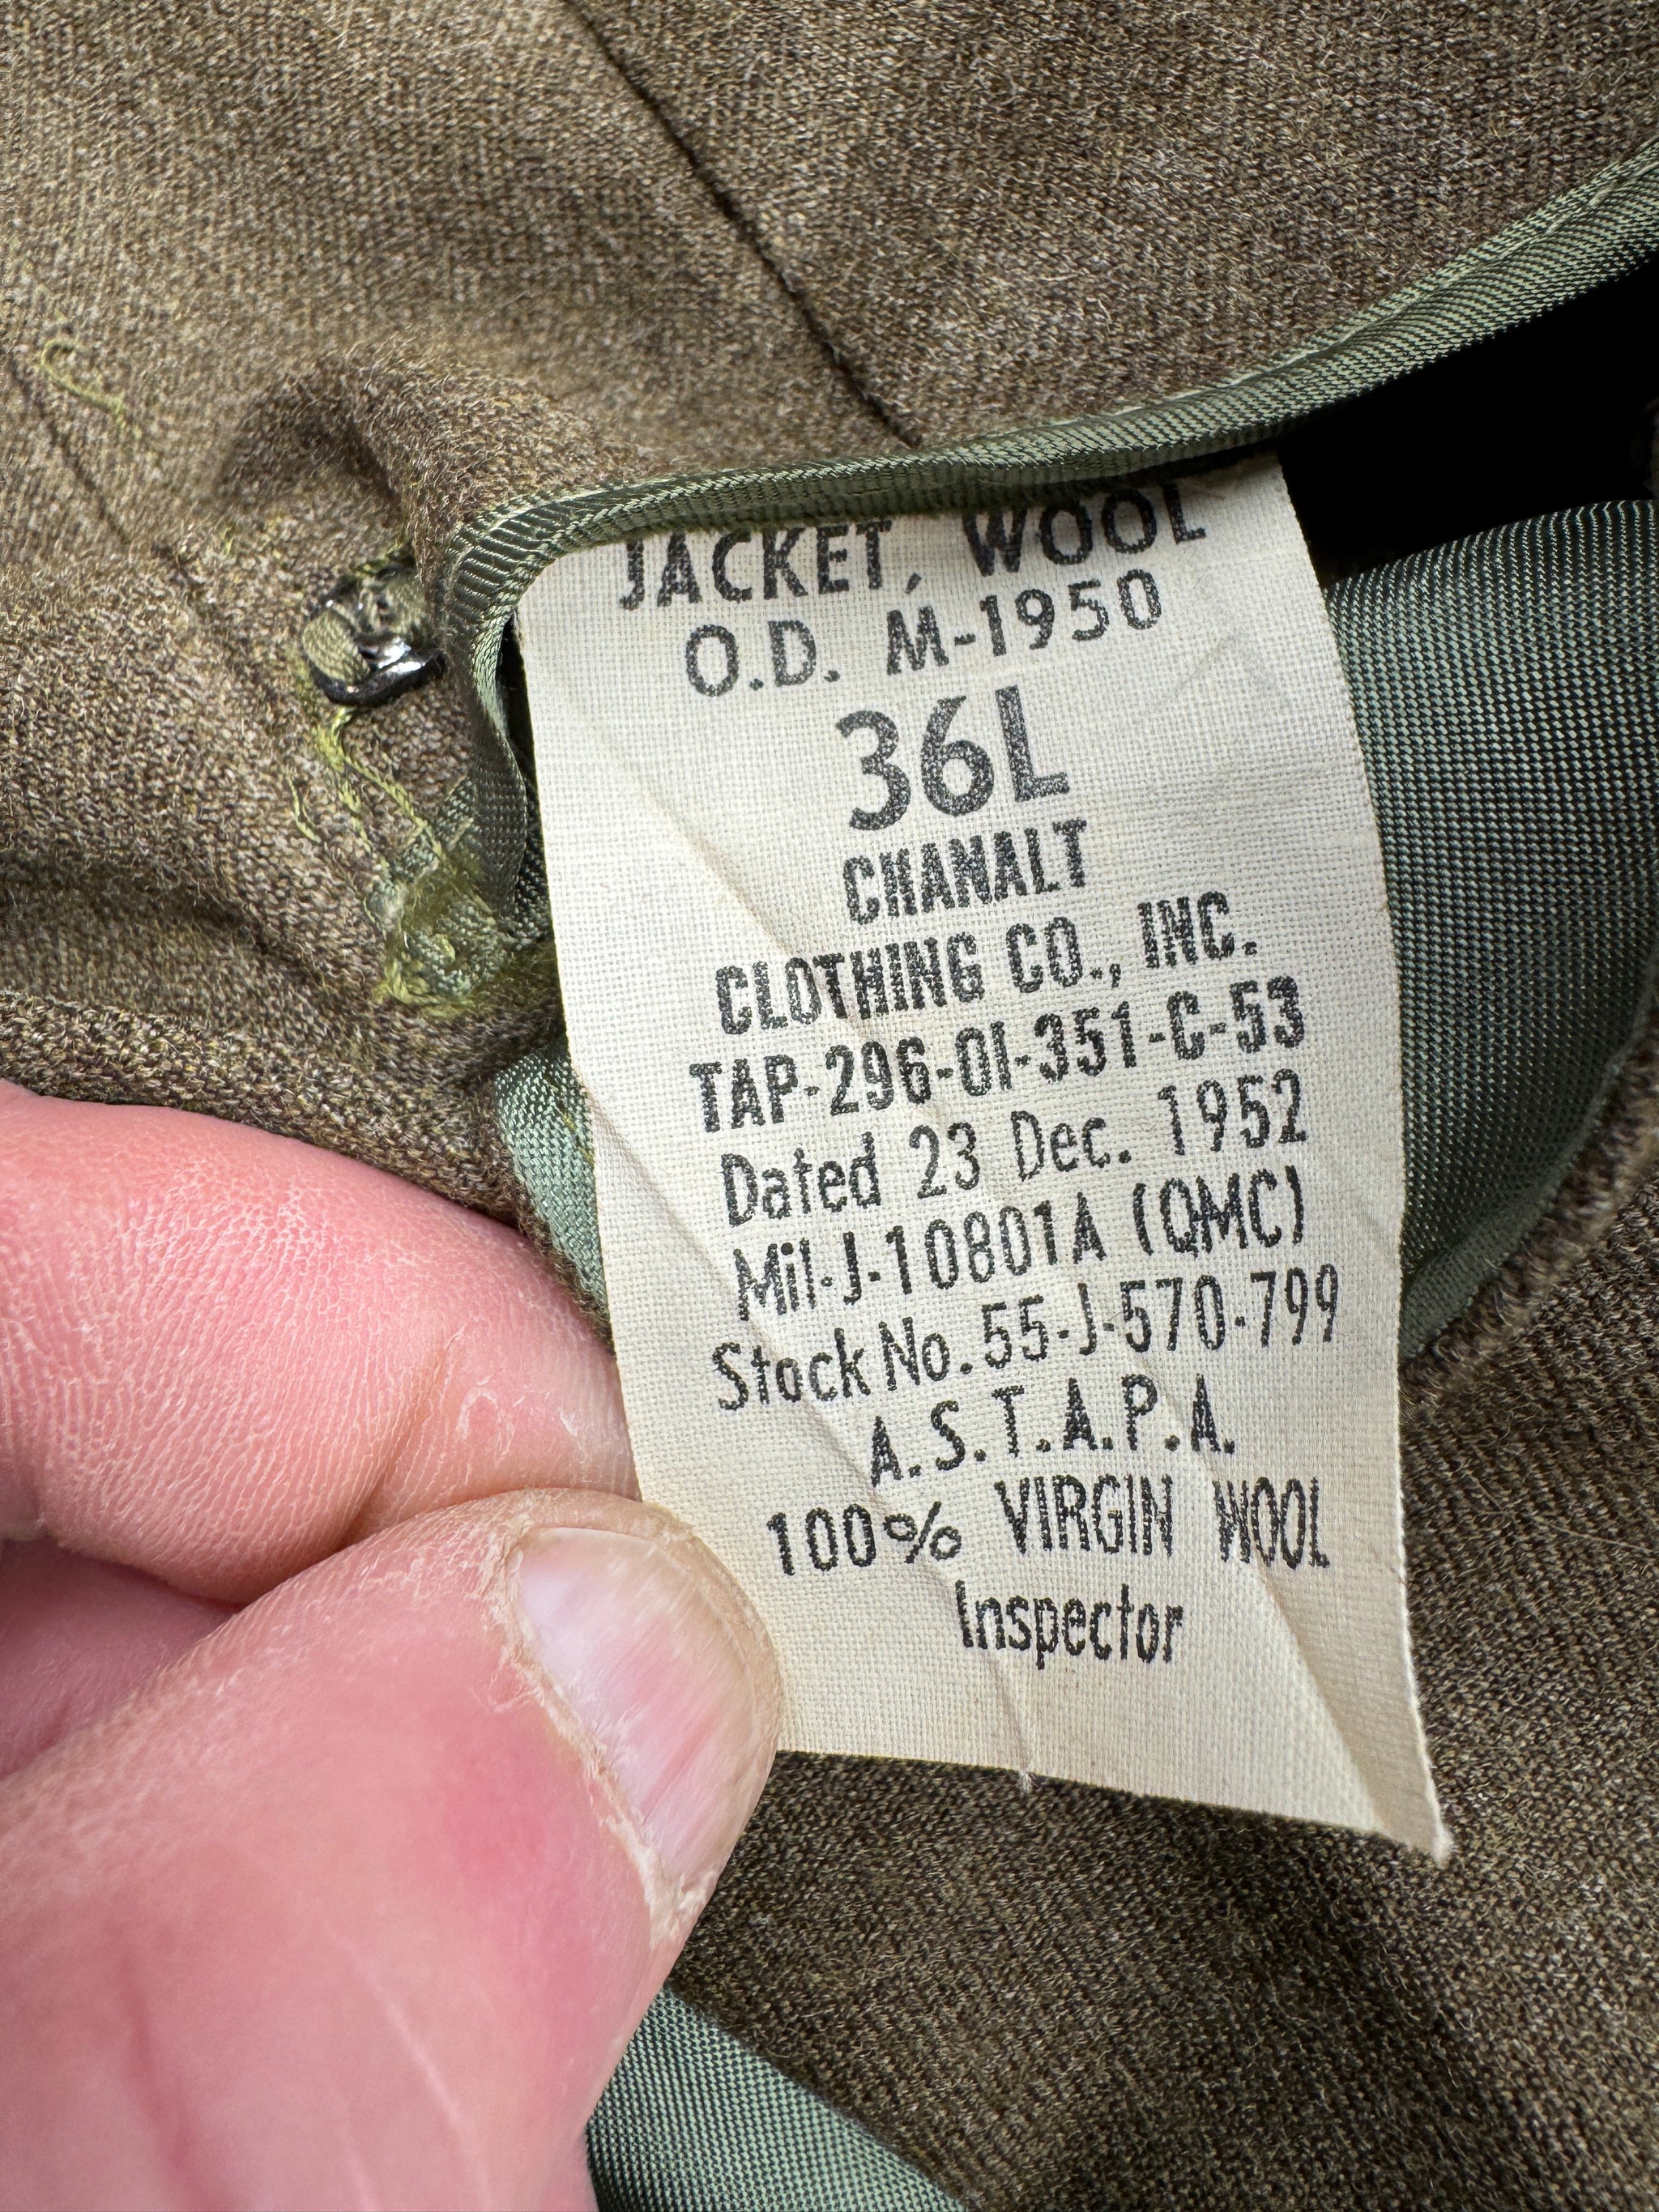 JACKET, WOOL
O.D. M-1950
36L
CHANALT
CLOTHING CO., INC.
TAP-296-OI-351-C-53
Dated 23 Dec. 1952
Mil-J-10801A (QMC)
Stock No. 55-J-570-799
A.S.T.A.P.A.
100% VIRGIN WOOL
Inspector